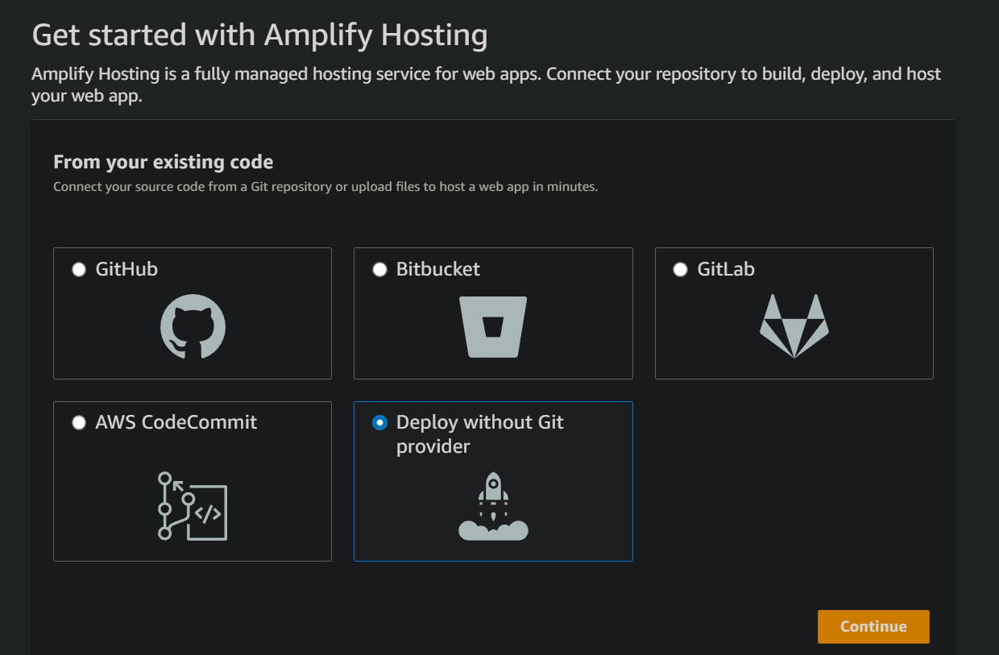 Get started with Amplify Hosting
Amplify Hosting is a fully managed hosting service for web apps. Connect your repository to build, deploy, and host
your web app.
From your existing code
Connect your source code from a Git repository or upload files to host a web app in minutes.
GitHub
Bitbucket
GitLab
AWS CodeCommit
Deploy without Git
provider
</>
Continue